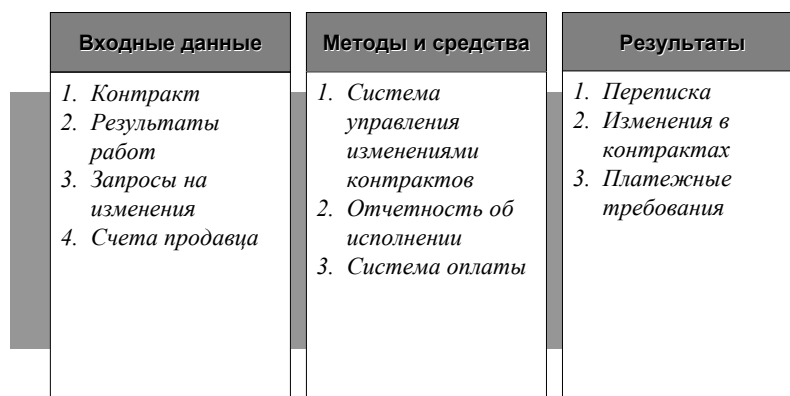 Входные данные
1. Контракт
2. Результаты
работ
3. Запросы на
изменения
4. Счета продавца
Методы и средства
1. Система
управления
изменениями
контрактов
2. Отчетность об
исполнении
3. Система оплаты
Результаты
1. Переписка
2. Изменения в
контрактах
3. Платежные
требования